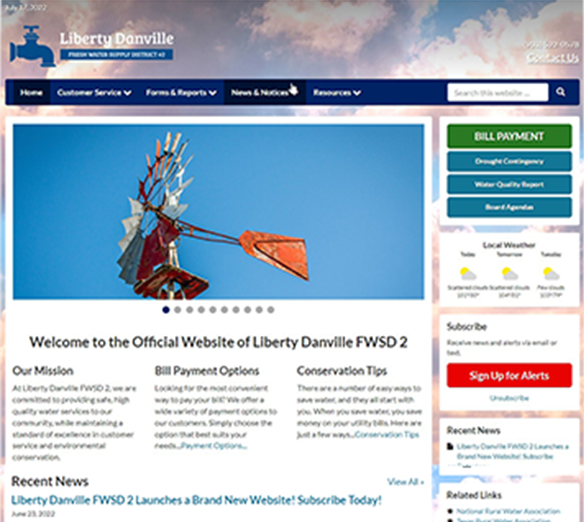 July 17, 2022
Liberty Danville
FRESH WATER SUPPLY DISTRICT #2
Contact Us
Home
Customer Service
Forms & Reports
News & Notices
Resources
Search this website ...
BILL PAYMENT
Drought Contingency
Water Quality Report
Board Agendas
Local Weather
Today
Tomorrow
Tuesday
Scattered clouds
Scattered clouds
Few clouds
Subscribe
Receive news and alerts via email or
text.
Sign Up for Alerts
Unsubscribe
Welcome to the Official Website of Liberty Danville FWSD 2
Our Mission
At Liberty Danville FWSD 2, we are
committed to providing safe, high
quality water services to our
community, while maintaining a
standard of excellence in customer
service and environmental
conservation.
Bill Payment Options
Looking for the most convenient
way to pay your bill? We offer a
wide variety of payment options to
our customers. Simply choose the
option that best suits your
needs...Payment Options...
Conservation Tips
There are a number of easy ways to
save water, and they all start with
you. When you save water, you save
money on your utility bills. Here are
just a few ways...Conservation Tips
Recent News
View All »
Liberty Danville FWSD 2 Launches a Brand New Website! Subscribe Today!
June 23, 2022
Recent News
Liberty Danville FWSD 2 Launches a
Brand New Website! Subscribe
Related Links
National Rural Water Association
Texas Rural Water Association